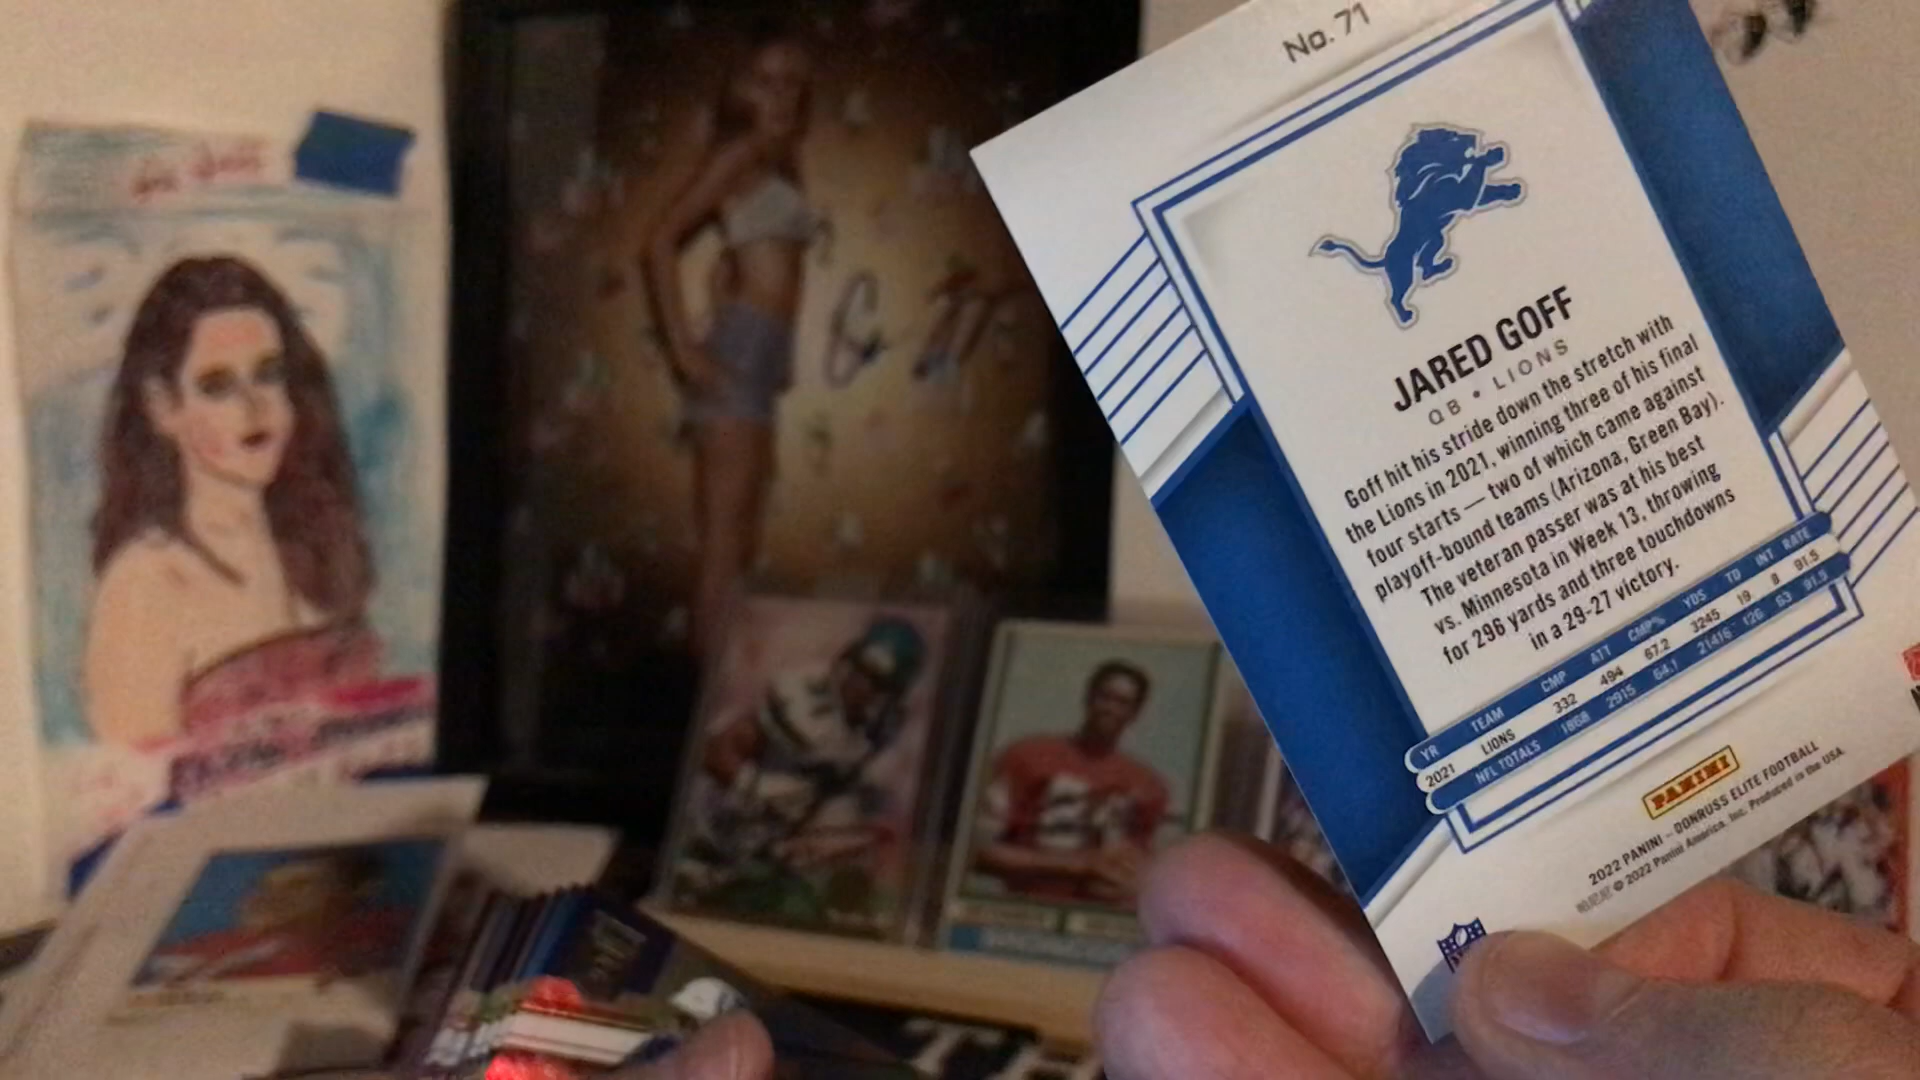 No. 71
JARED GOFF
QB • LIONS
Goff hit his stride down the stretch with
the Lions in 2021, winning three of his final
four starts — two of which came against
playoff-bound teams (Arizona, Green Bay).
The veteran passer was at his best
vs. Minnesota in Week 13, throwing
for 296 yards and three touchdowns
in a 29-27 victory.
YR TEAM CMP ATT CMP% YDS TD INT RATE
2021 LIONS 332 494 67.2 3245 19 8 91.5
NFL TOTALS 1868 2915 64.1 21416 126 63 91.5
PANINI
2022 PANINI – DONRUSS ELITE FOOTBALL
© 2022 Panini America, Inc. Produced in the USA.